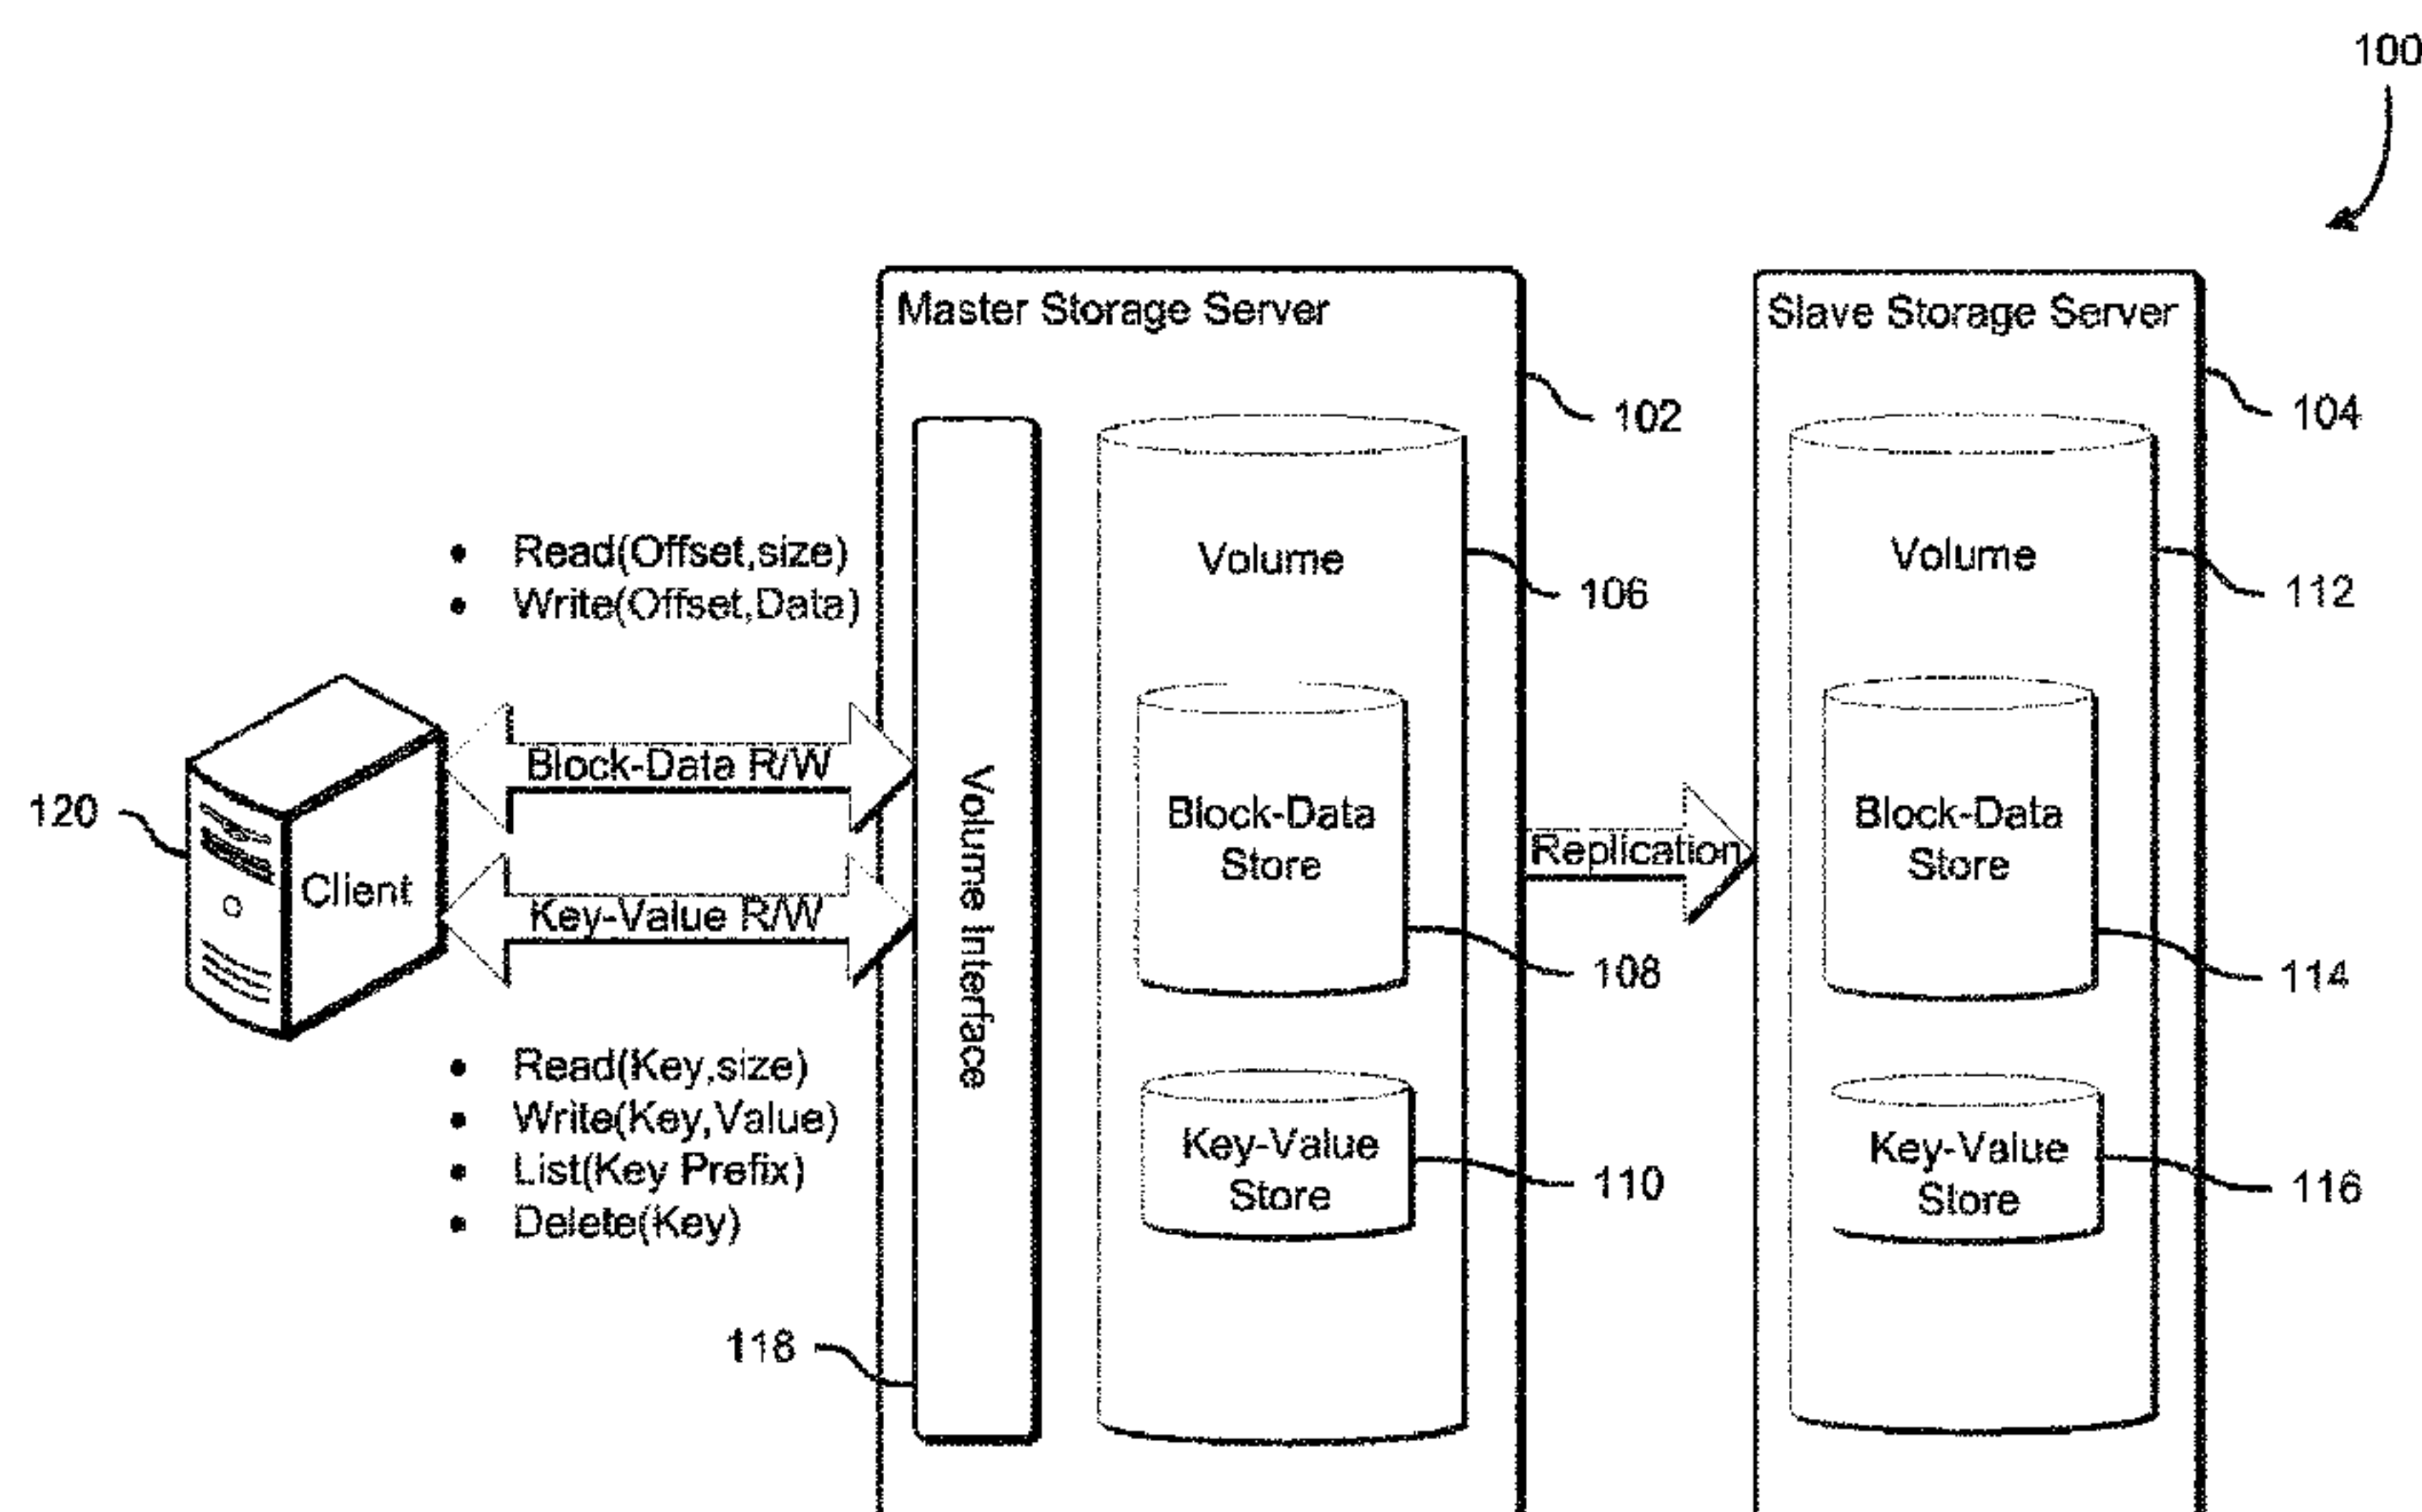 100
Master Storage Server
Slave Storage Server
102
104
• Read(Offset,size)
• Write(Offset,Data)
Volume
106
Volume
112
Block-Data R/W
120
Client
Key-Value R/W
Volume Interface
Block-Data
Store
108
Replication
Block-Data
Store
114
• Read(Key,size)
• Write(Key,Value)
• List(Key Prefix)
• Delete(Key)
Key-Value
Store
110
Key-Value
Store
116
118